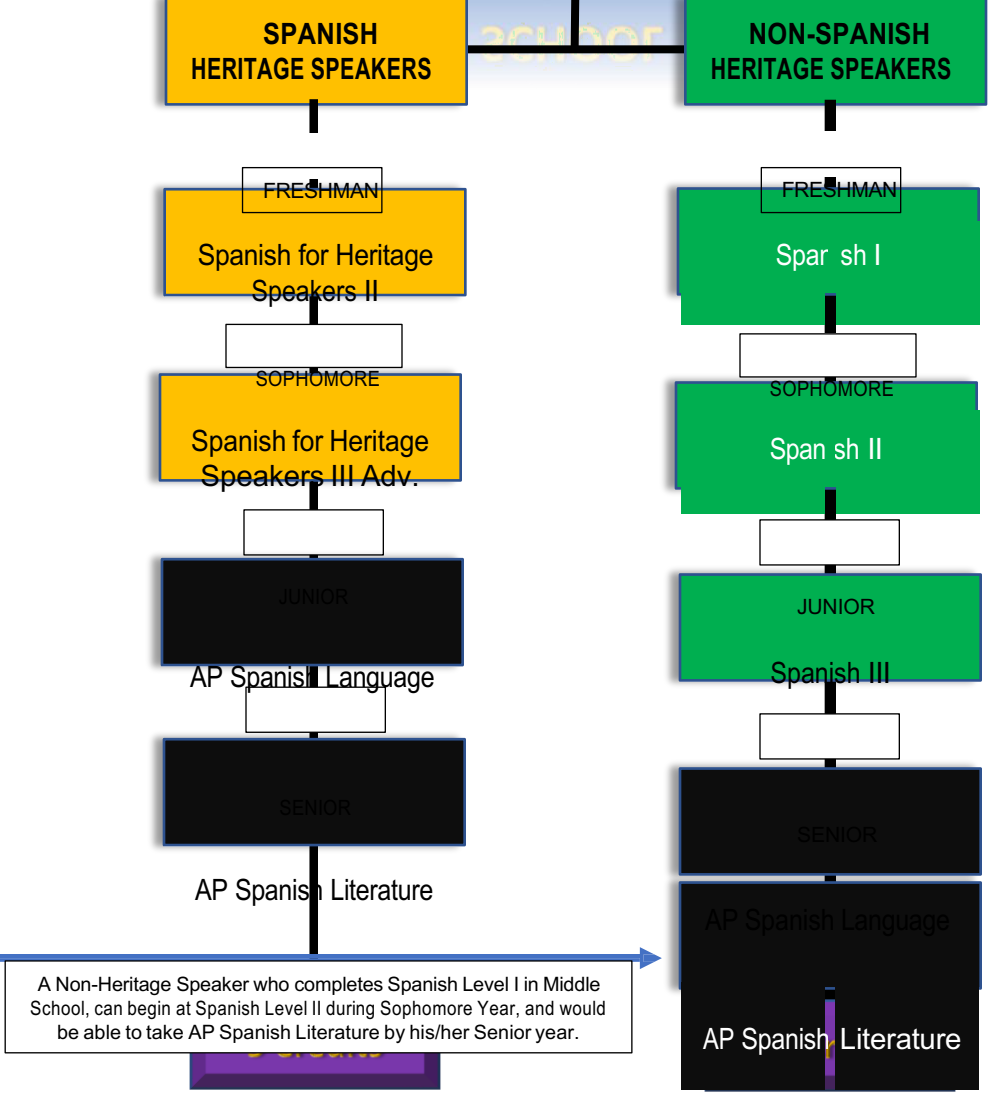 SPANISH
HERITAGE SPEAKERS
FRESHMAN
Spanish for Heritage
Speakers II
SOPHOMORE
Spanish for Heritage
Speakers III Adv.
JUNIOR
AP Spanish Language
SENIOR
AP Spanish Literature
A Non-Heritage Speaker who completes Spanish Level I in Middle
School, can begin at Spanish Level II during Sophomore Year, and would
be able to take AP Spanish Literature by his/her Senior year.
NON-SPANISH
HERITAGE SPEAKERS
FRESHMAN
Spar sh I
SOPHOMORE
Span sh II
JUNIOR
Spanish III
SENIOR
AP Spanish Language
AP Spanish Literature